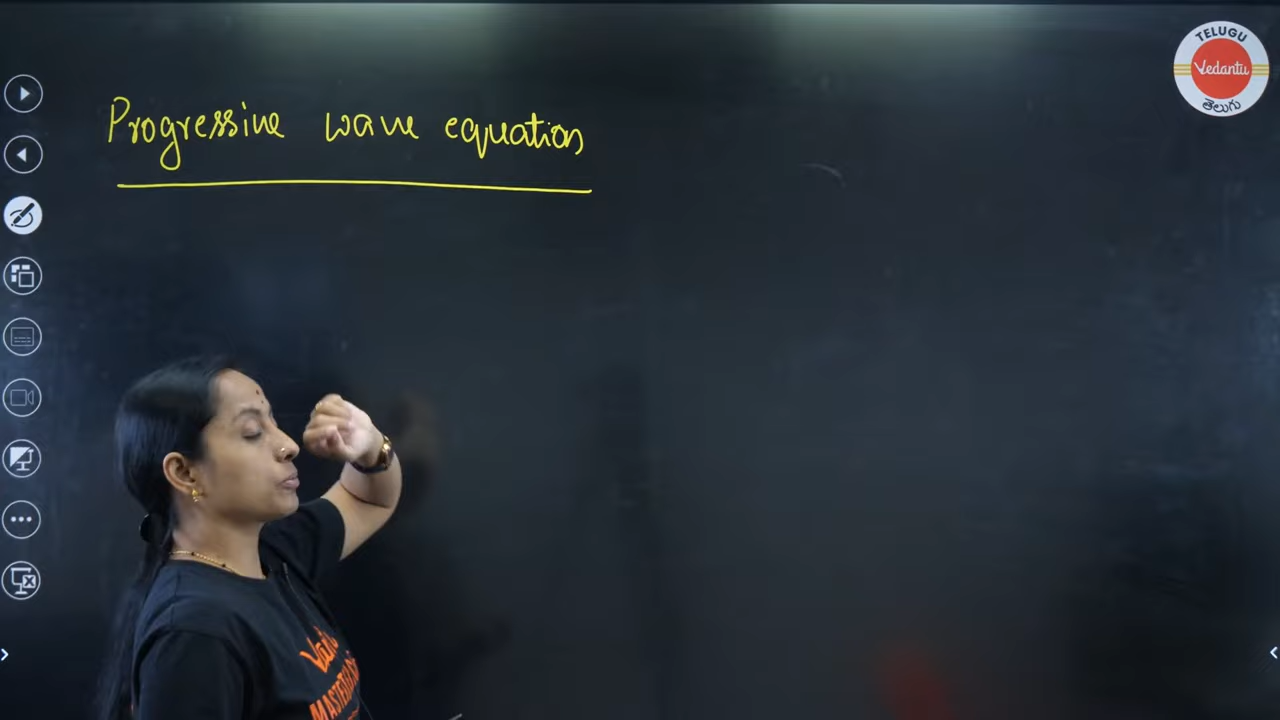 Progressive wave equation
TELUGU
Vedantu
తెలుగు